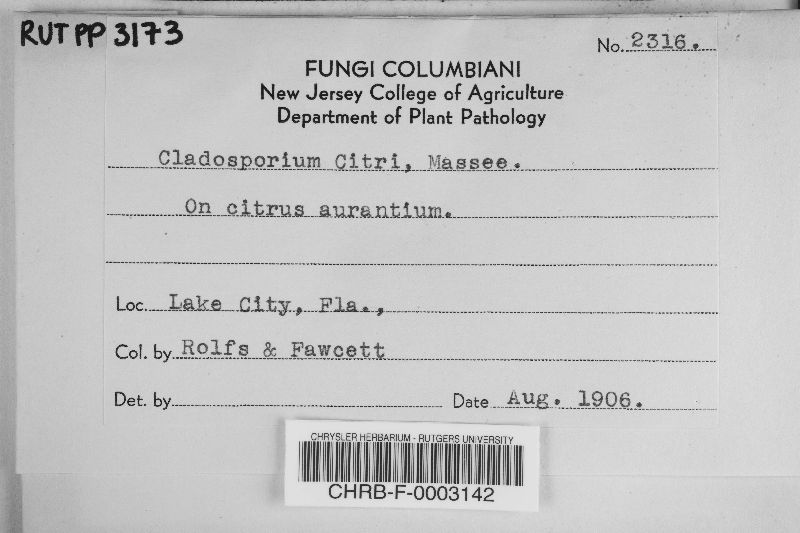 RUTPP 3173
No. 2316.
FUNGI COLUMBIANI
New Jersey College of Agriculture
Department of Plant Pathology
Cladosporium Citri, Massee.
On citrus aurantium.
Loc. Lake City, Fla.,
Col. by Rolfs & Fawcett
Det. by
Date Aug. 1906.
CHRYSLER HERBARIUM - RUTGERS UNIVERSITY
CHRB-F-0003142